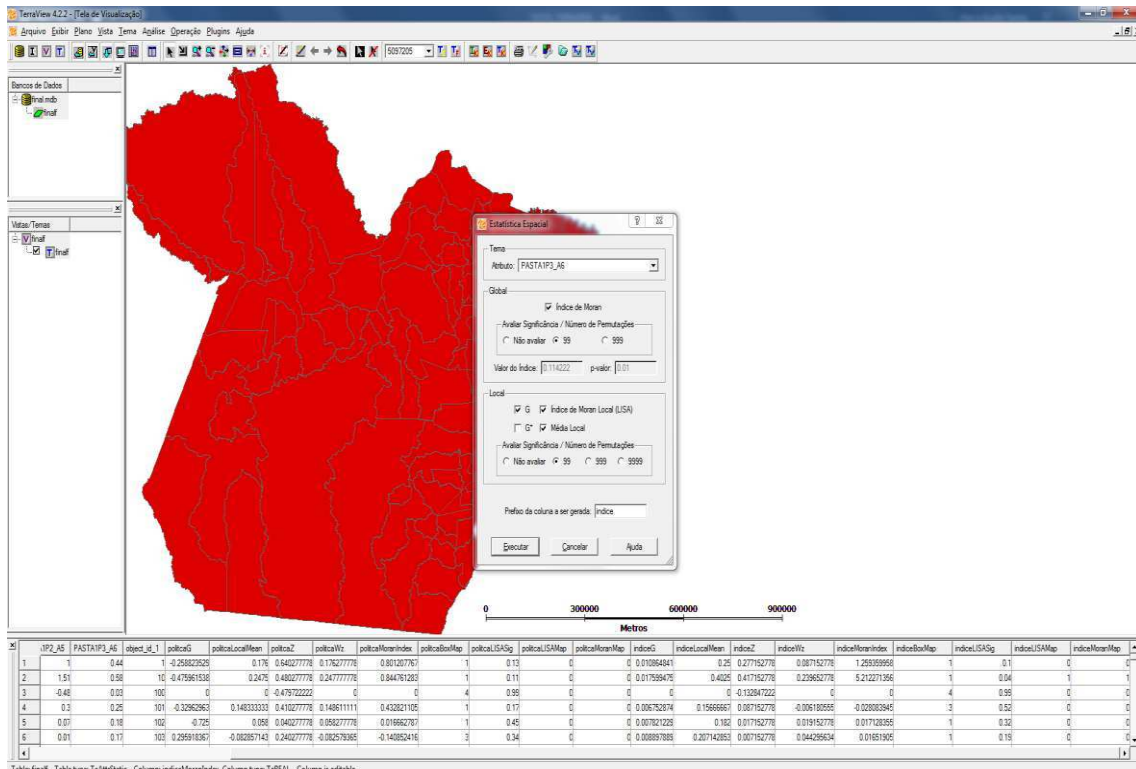 TerraView 4.2.2 - [Tela de Visualização]
Arquivo Exibir Plano Vista Tema Análise Operação Plugins Ajuda
I V T 5097205
Bancos de Dados
final.mdb
finalf
Vistas/Temas
V finalf
T finalf
Estatística Espacial
Tema
Atributo: PASTA1P3_A6
Global
Índice de Moran
Avaliar Significância / Número de Permutações
Não avaliar 99 999
Valor do Índice: 0.114222 p-valor: 0.01
Local
G Índice de Moran Local (LISA)
G* Média Local
Avaliar Significância / Número de Permutações
Não avaliar 99 999 9999
Prefixo da coluna a ser gerada: indice
Executar Cancelar Ajuda
0 300000 600000 900000
Metros
1P2_A5 PASTA1P3_A6 object_id_1 politcaG politcaLocalMean politcaZ politcaWz politcaMoranIndex politcaBoxMap politcaLISASig politcaLISAMap politcaMoranMap indiceG indiceLocalMean indiceZ indiceWz indiceMoranIndex indiceBoxMap indiceLISASig indiceLISAMap indiceMoranMap
1 1 0.44 1 -0.258823529 0.176 0.640277778 0.176277778 0.801207767 1 0.13 0 0 0.010864841 0.25 0.277152778 0.087152778 1.259359958 1 0.1 0 0
2 1.51 0.58 10 -0.475961538 0.2475 0.480277778 0.247777778 0.844761283 1 0.11 0 0 0.017599475 0.4025 0.417152778 0.239652778 5.212271356 1 0.04 1 1
3 -0.48 0.03 100 0 0 -0.479722222 0 0 4 0.99 0 0 0 0 -0.132847222 0 0 4 0.99 0 0
4 0.3 0.25 101 -0.32962963 0.148333333 0.410277778 0.148611111 0.432821105 1 0.17 0 0 0.006752874 0.15666667 0.087152778 -0.006180555 -0.028083945 3 0.52 0 0
5 0.07 0.18 102 -0.725 0.058 0.040277778 0.058277778 0.016662787 1 0.45 0 0 0.007821229 0.182 0.017152778 0.019152778 0.017128355 1 0.32 0 0
6 0.01 0.17 103 0.295918367 -0.082857143 0.240277778 -0.082579365 -0.140852416 3 0.34 0 0 0.008897889 0.207142853 0.007152778 0.044295634 0.01651905 1 0.19 0 0